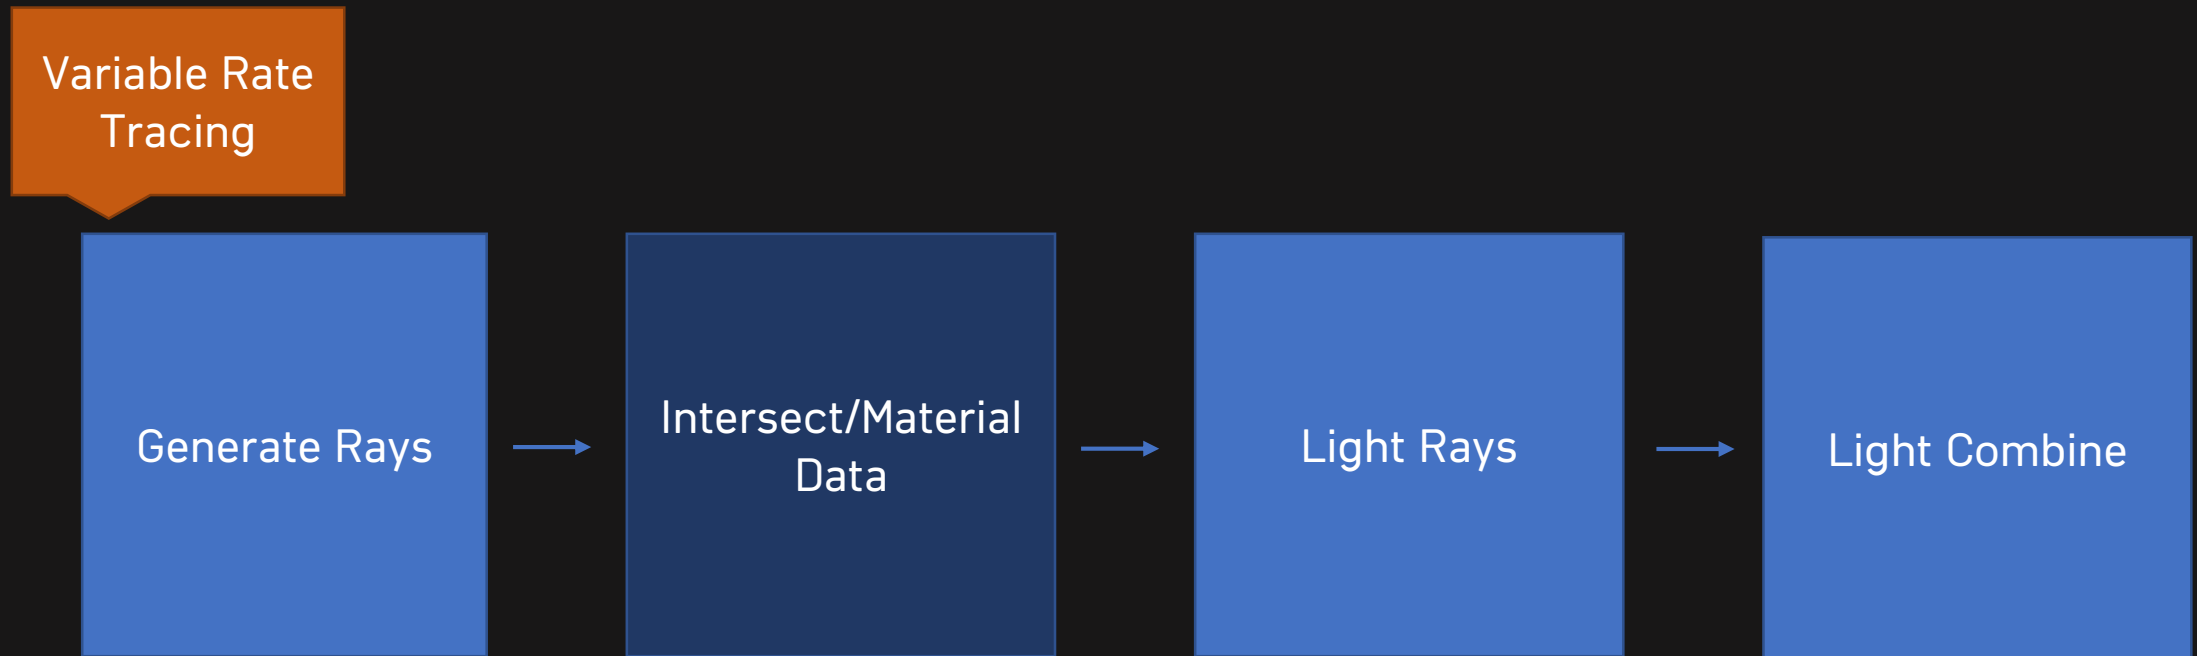 Variable Rate
Tracing
Generate Rays
Intersect/Material
Data
Light Rays
Light Combine